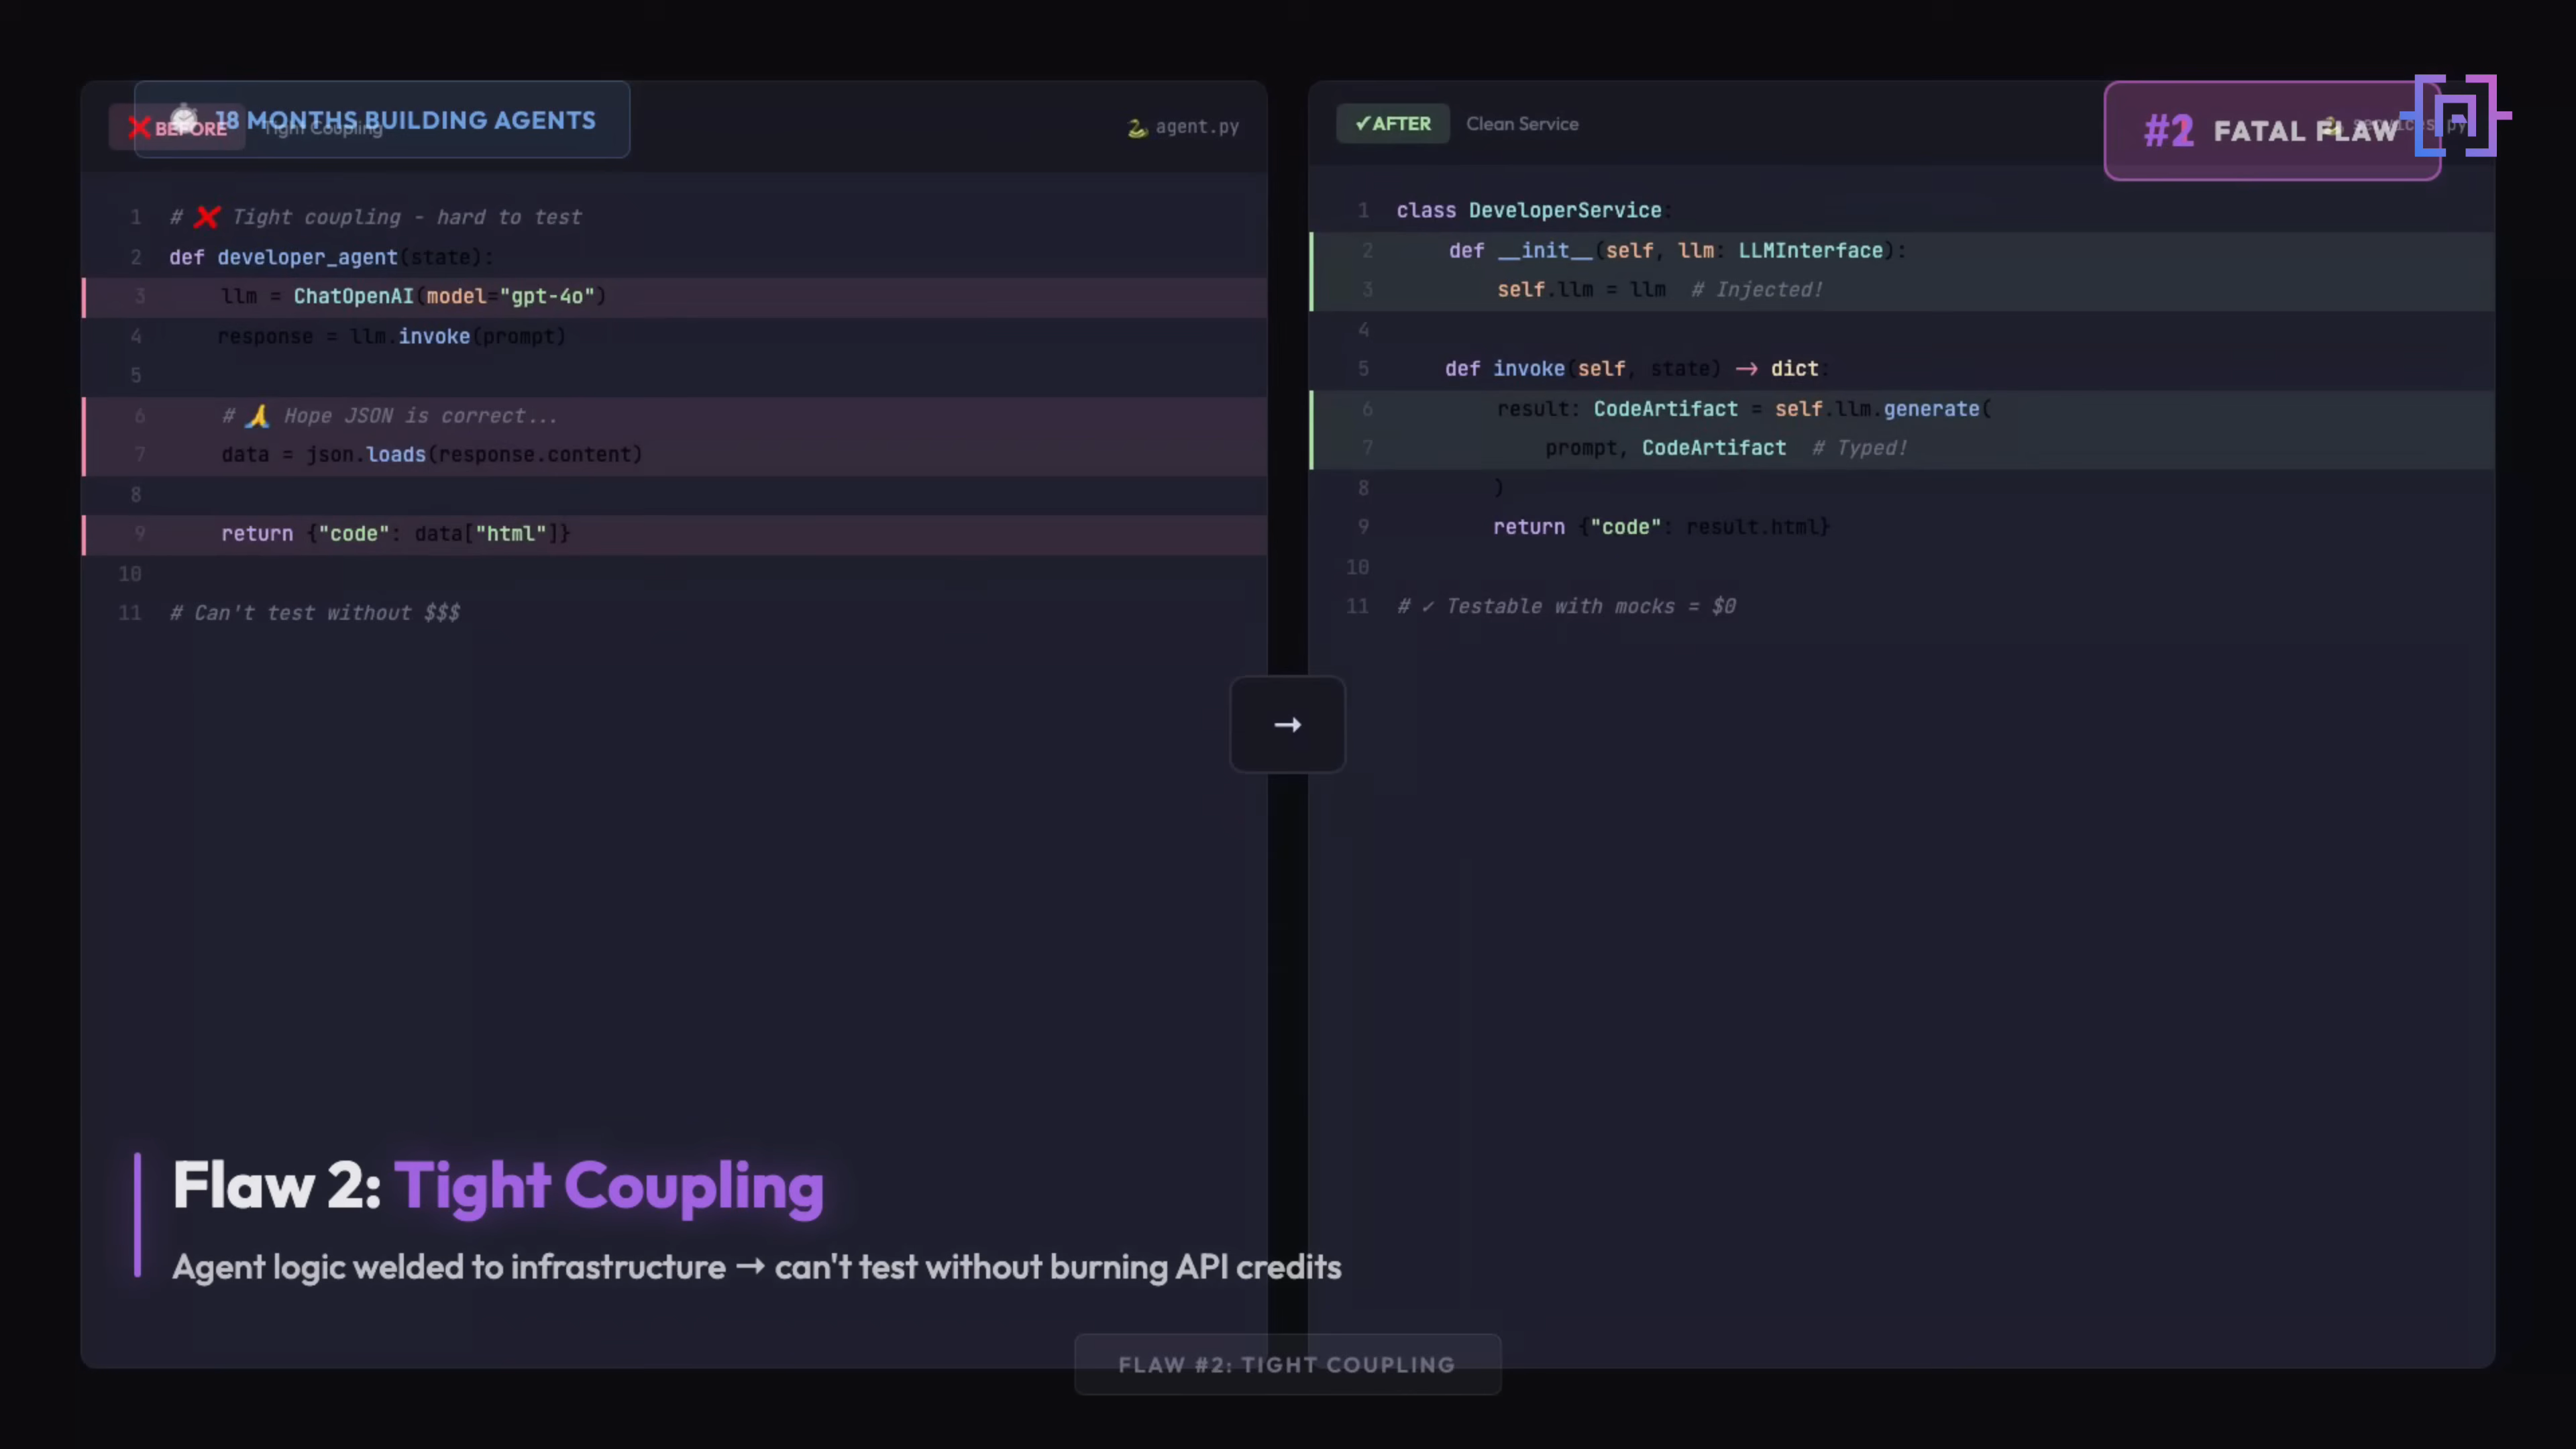 18 MONTHS BUILDING AGENTS
❌ BEFORE Tight Coupling
agent.py
1 # ❌ Tight coupling - hard to test
2 def developer_agent(state):
3 llm = ChatOpenAI(model="gpt-4o")
4 response = llm.invoke(prompt)
5
6 # 🙏 Hope JSON is correct...
7 data = json.loads(response.content)
8
9 return {"code": data["html"]}
10
11 # Can't test without $$$
✓AFTER Clean Service
services.py
#2 FATAL FLAW
1 class DeveloperService:
2 def __init__(self, llm: LLMInterface):
3 self.llm = llm # Injected!
4
5 def invoke(self, state) → dict:
6 result: CodeArtifact = self.llm.generate(
7 prompt, CodeArtifact # Typed!
8 )
9 return {"code": result.html}
10
11 # ✓ Testable with mocks = $0
→
Flaw 2: Tight Coupling
Agent logic welded to infrastructure → can't test without burning API credits
FLAW #2: TIGHT COUPLING